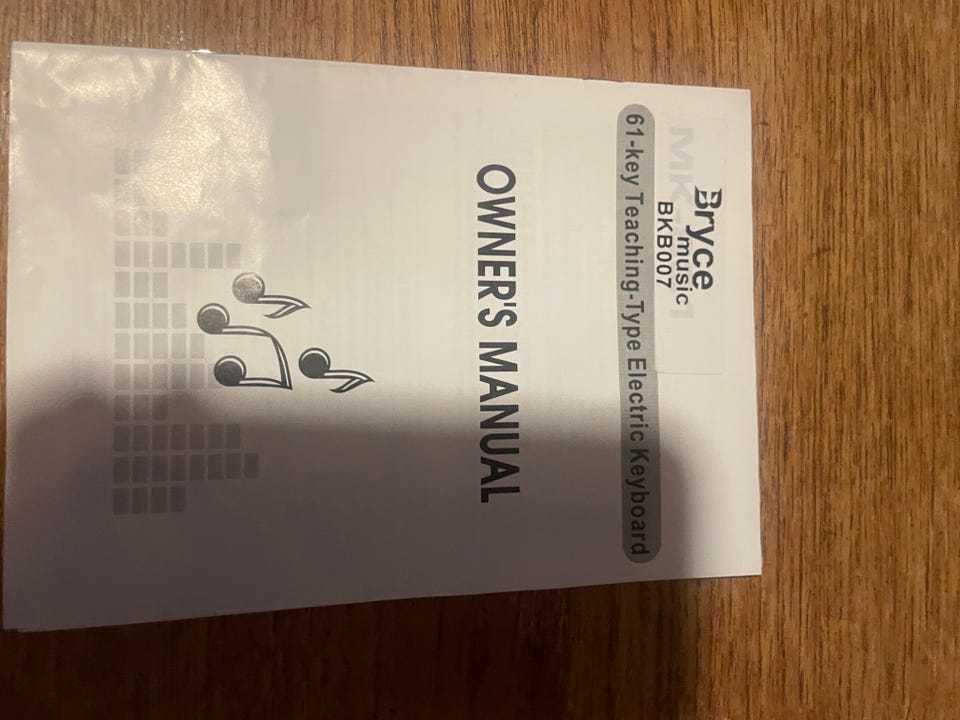 Bryce
music
BKB007
61-key Teaching-Type Electric Keyboard
OWNER'S MANUAL